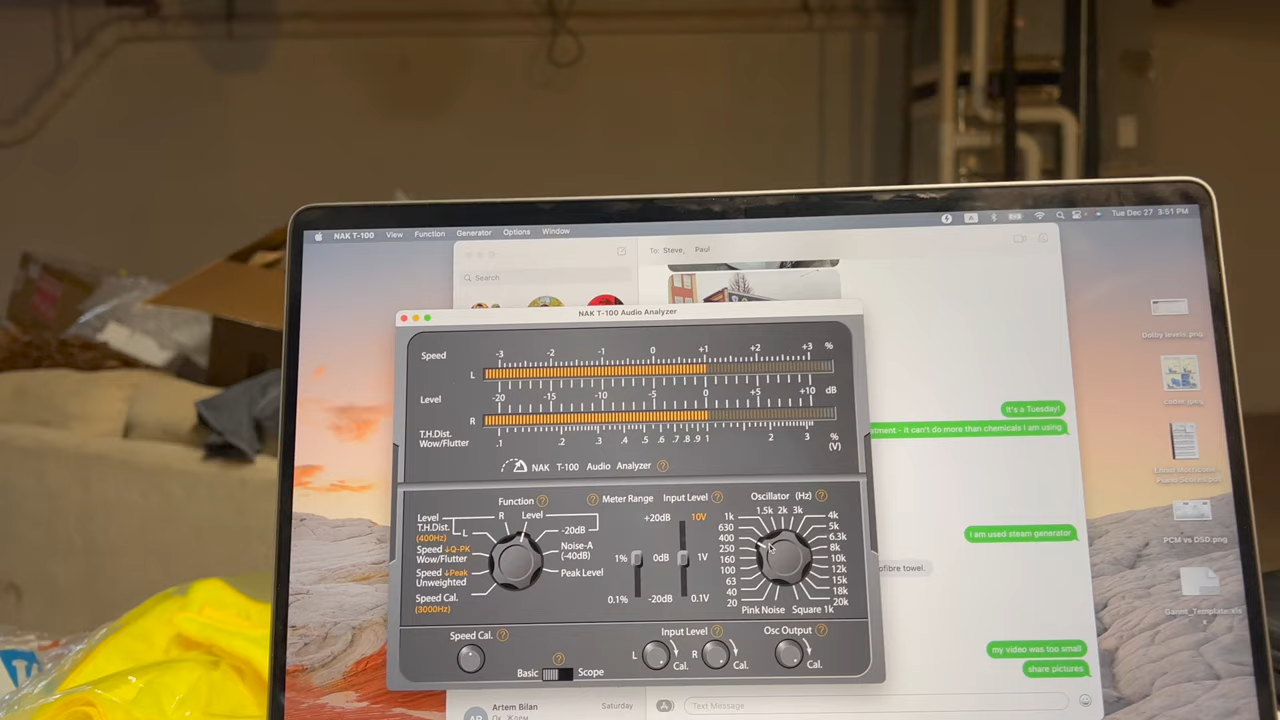 NAK T-100 View Function Generator Options Window
Tue Dec 27 3:51 PM
To: Steve, Paul
Search
NAK T-100 Audio Analyzer
Speed
-3 -2 -1 0 +1 +2 +3 %
L
Level
-20 -15 -10 -5 0 +5 +10 dB
R
T.H.Dist.
Wow/Flutter
.1 .2 .3 .4 .5 .6 .7 .8 .9 1 2 3 %
(V)
NAK T-100 Audio Analyzer ?
Function ?
Level
T.H.Dist.
(400Hz)
L
R
Level
-20dB
Noise-A
(-40dB)
Peak Level
Speed ↓Q-PK
Wow/Flutter
Speed ↓Peak
Unweighted
Speed Cal.
(3000Hz)
? Meter Range
+20dB
1% 0dB
0.1% -20dB
Input Level ?
10V
1V
0.1V
Oscillator (Hz) ?
1k 1.5k 2k 3k 4k
630 5k
400 6.3k
250 8k
160 10k
100 12k
63 15k
40 18k
20 20k
Pink Noise Square 1k
Speed Cal. ?
Basic ? Scope
Input Level ?
L Cal. R Cal.
Osc Output ?
Cal.
It's a Tuesday!
tment - it can't do more than chemicals I am using
I am used steam generator
ofibre towel.
my video was too small
share pictures
Text Message
Artem Bilan
Saturday
AB
Dolby levels.png
PCM vs DSD.png
Gannt_Template.xls
x